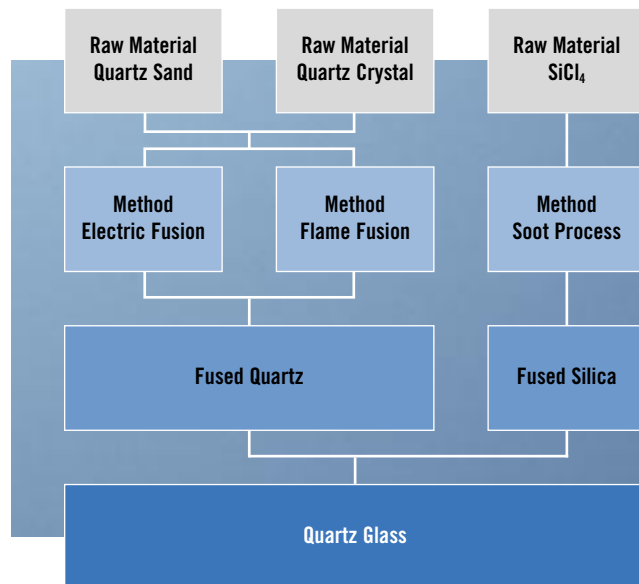 Raw Material
Quartz Sand
Raw Material
Quartz Crystal
Raw Material
SiCl₄
Method
Electric Fusion
Method
Flame Fusion
Method
Soot Process
Fused Quartz
Fused Silica
Quartz Glass